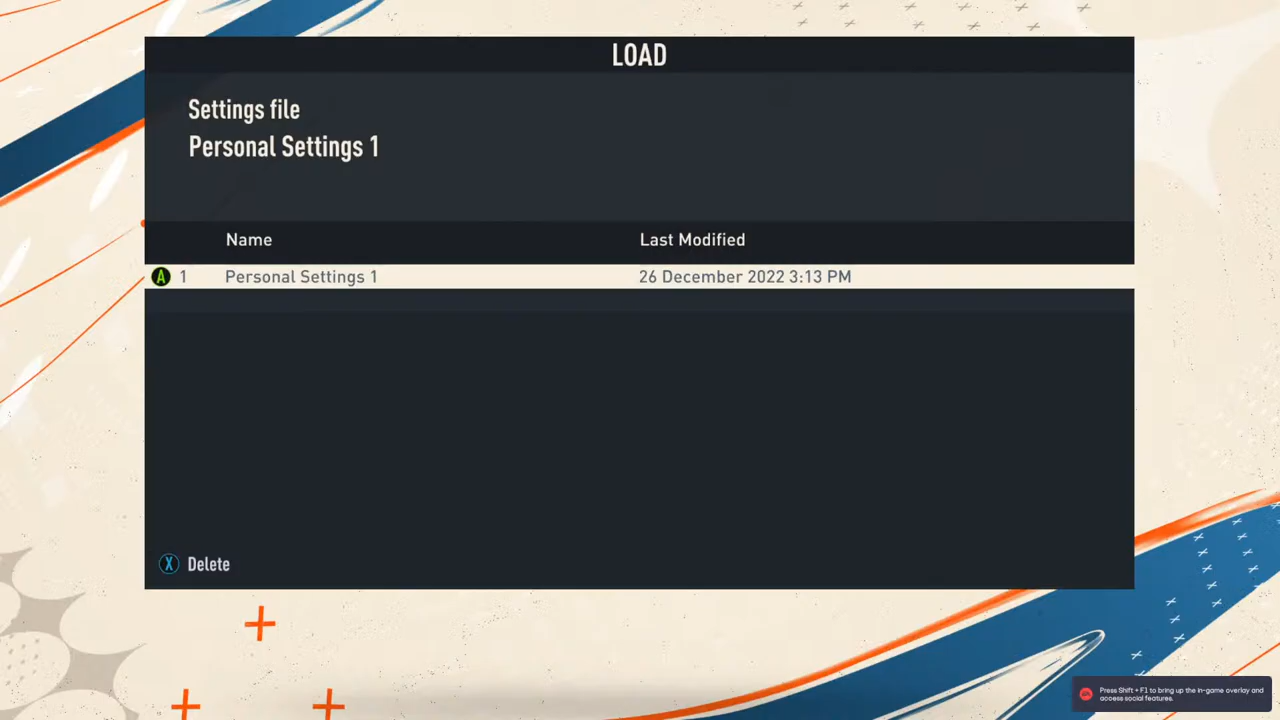 LOAD
Settings file
Personal Settings 1
Name Last Modified
A 1 Personal Settings 1 26 December 2022 3:13 PM
X Delete
Press Shift + F1 to bring up the in-game overlay and
access social features.